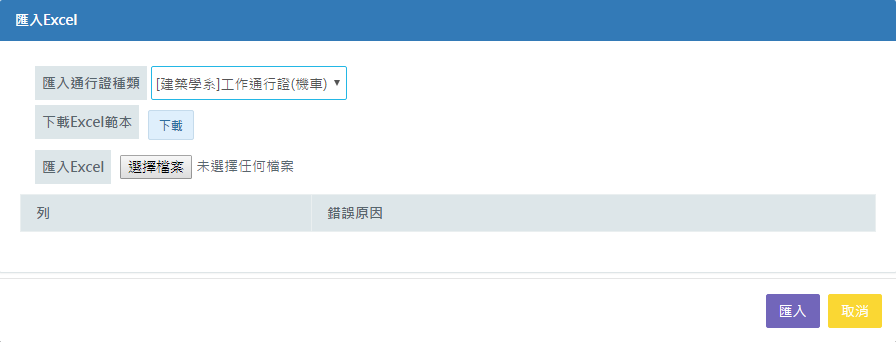 匯入Excel
匯入通行證種類 [建築學系]工作通行證(機車)
下載Excel範本 下載
匯入Excel 選擇檔案 未選擇任何檔案
列 錯誤原因
匯入 取消